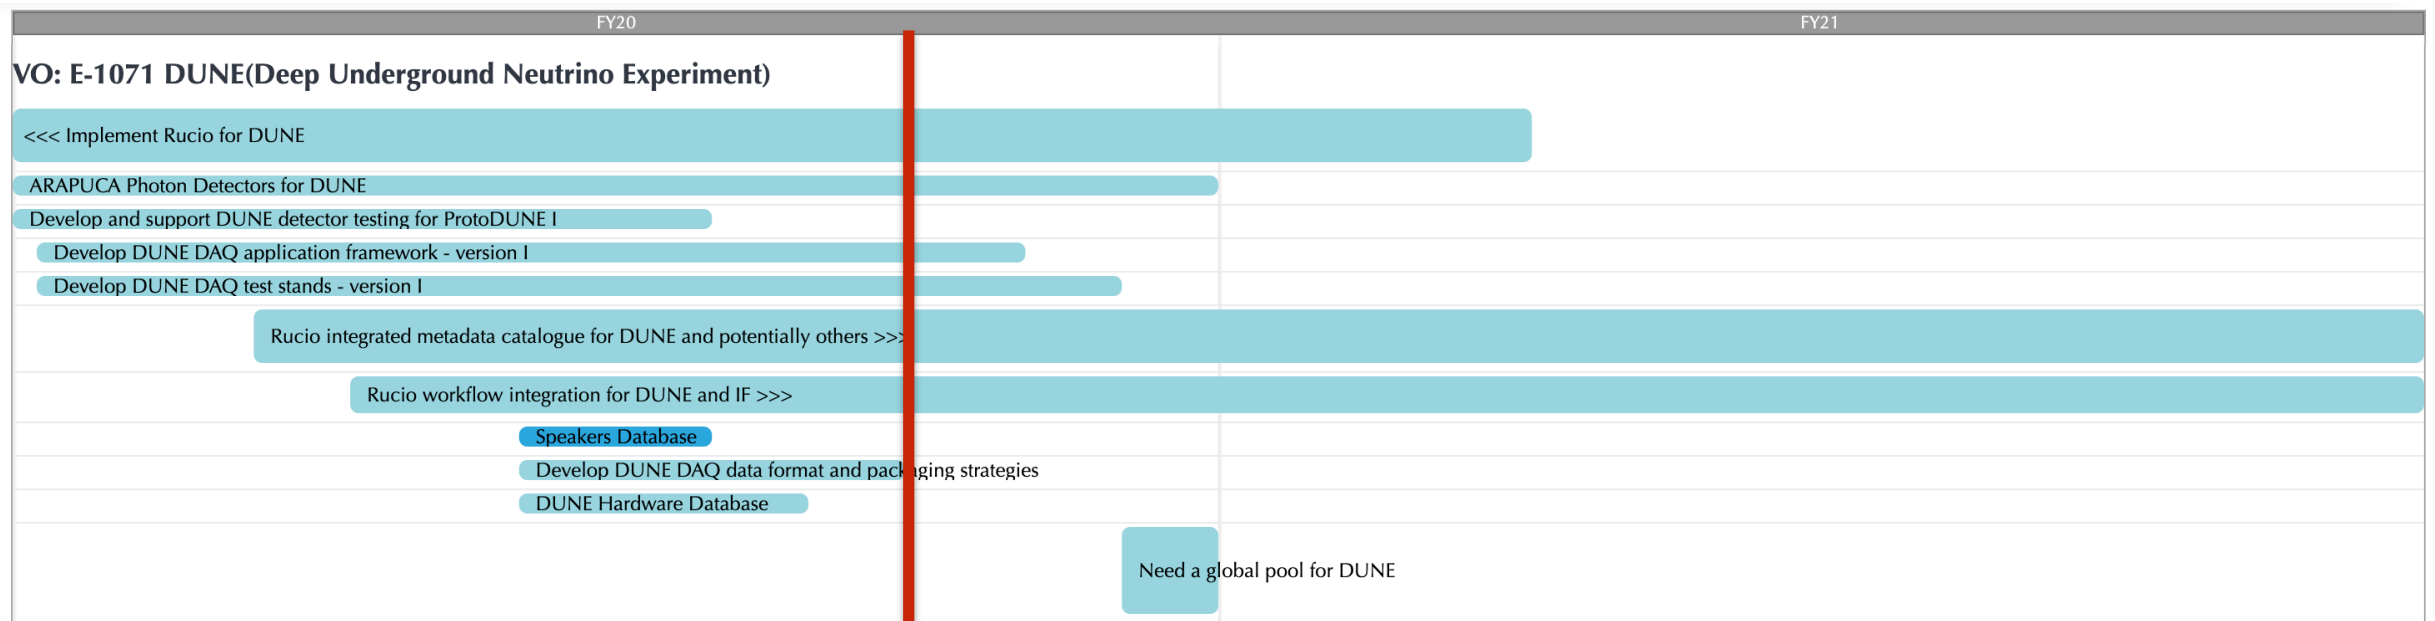 FY20 FY21
VO: E-1071 DUNE(Deep Underground Neutrino Experiment)
<<< Implement Rucio for DUNE
ARAPUCA Photon Detectors for DUNE
Develop and support DUNE detector testing for ProtoDUNE I
Develop DUNE DAQ application framework - version I
Develop DUNE DAQ test stands - version I
Rucio integrated metadata catalogue for DUNE and potentially others >>>
Rucio workflow integration for DUNE and IF >>>
Speakers Database
Develop DUNE DAQ data format and packaging strategies
DUNE Hardware Database
Need a global pool for DUNE